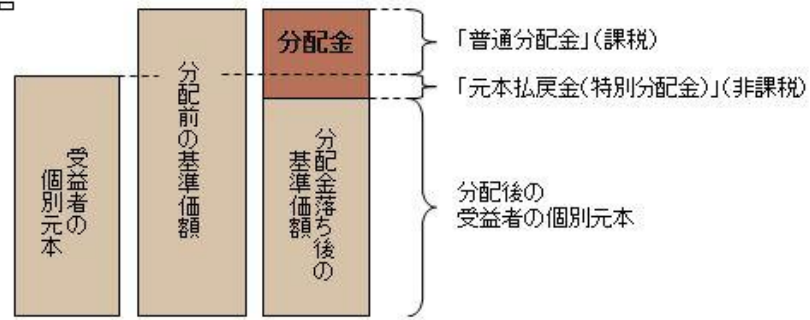 分配金
「普通分配金」(課税)
「元本払戻金(特別分配金)」(非課税)
受益者の
個別元本
分配前の基準価額
分配金落ち後の
基準価額
分配後の
受益者の個別元本